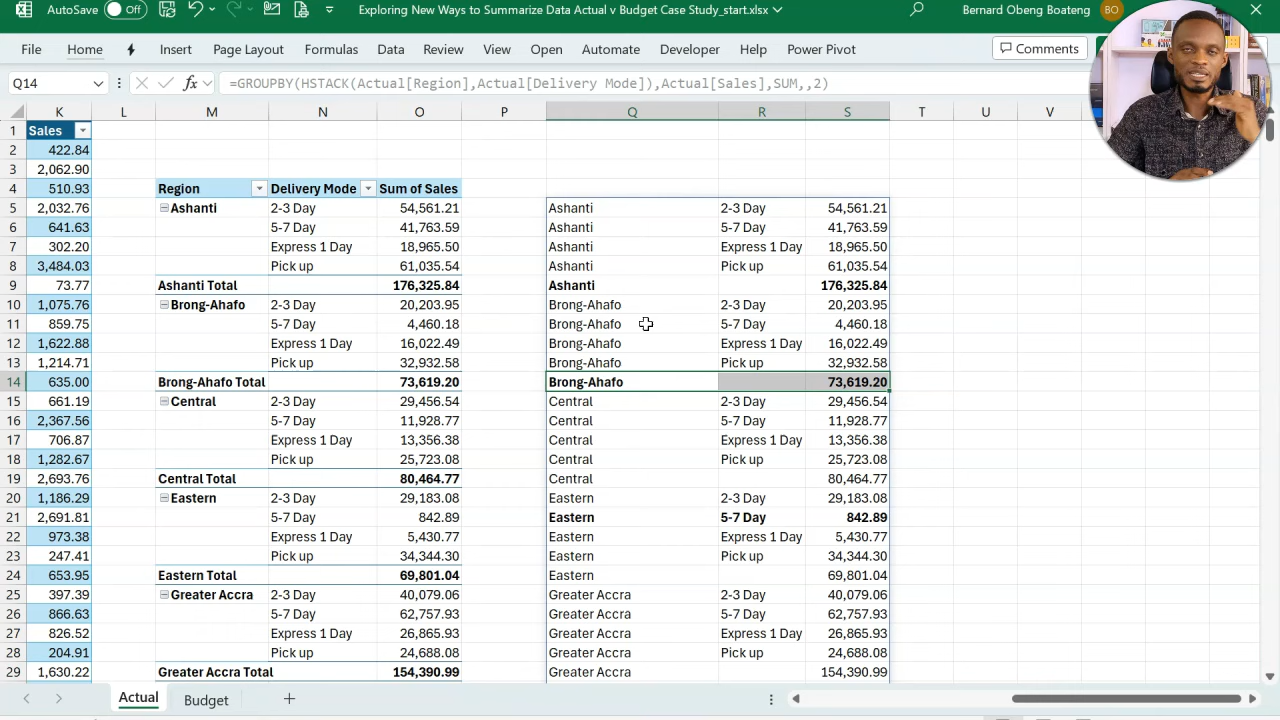 AutoSave Off Exploring New Ways to Summarize Data Actual v Budget Case Study_start.xlsx Bernard Obeng Boateng BO
File Home Insert Page Layout Formulas Data Review View Open Automate Developer Help Power Pivot Comments
Q14 fx =GROUPBY(HSTACK(Actual[Region],Actual[Delivery Mode]),Actual[Sales],SUM,,2)
K L M N O P Q R S T U V
1 Sales
2 422.84
3 2,062.90
4 510.93 Region Delivery Mode Sum of Sales
5 2,032.76 Ashanti 2-3 Day 54,561.21 Ashanti 2-3 Day 54,561.21
6 641.63 5-7 Day 41,763.59 Ashanti 5-7 Day 41,763.59
7 302.20 Express 1 Day 18,965.50 Ashanti Express 1 Day 18,965.50
8 3,484.03 Pick up 61,035.54 Ashanti Pick up 61,035.54
9 73.77 Ashanti Total 176,325.84 Ashanti 176,325.84
10 1,075.76 Brong-Ahafo 2-3 Day 20,203.95 Brong-Ahafo 2-3 Day 20,203.95
11 859.75 5-7 Day 4,460.18 Brong-Ahafo 5-7 Day 4,460.18
12 1,622.88 Express 1 Day 16,022.49 Brong-Ahafo Express 1 Day 16,022.49
13 1,214.71 Pick up 32,932.58 Brong-Ahafo Pick up 32,932.58
14 635.00 Brong-Ahafo Total 73,619.20 Brong-Ahafo 73,619.20
15 661.19 Central 2-3 Day 29,456.54 Central 2-3 Day 29,456.54
16 2,367.56 5-7 Day 11,928.77 Central 5-7 Day 11,928.77
17 706.87 Express 1 Day 13,356.38 Central Express 1 Day 13,356.38
18 1,282.67 Pick up 25,723.08 Central Pick up 25,723.08
19 2,693.76 Central Total 80,464.77 Central 80,464.77
20 1,186.29 Eastern 2-3 Day 29,183.08 Eastern 2-3 Day 29,183.08
21 2,691.81 5-7 Day 842.89 Eastern 5-7 Day 842.89
22 973.38 Express 1 Day 5,430.77 Eastern Express 1 Day 5,430.77
23 247.41 Pick up 34,344.30 Eastern Pick up 34,344.30
24 653.95 Eastern Total 69,801.04 Eastern 69,801.04
25 397.39 Greater Accra 2-3 Day 40,079.06 Greater Accra 2-3 Day 40,079.06
26 866.63 5-7 Day 62,757.93 Greater Accra 5-7 Day 62,757.93
27 826.52 Express 1 Day 26,865.93 Greater Accra Express 1 Day 26,865.93
28 204.91 Pick up 24,688.08 Greater Accra Pick up 24,688.08
29 1,630.22 Greater Accra Total 154,390.99 Greater Accra 154,390.99
Actual Budget